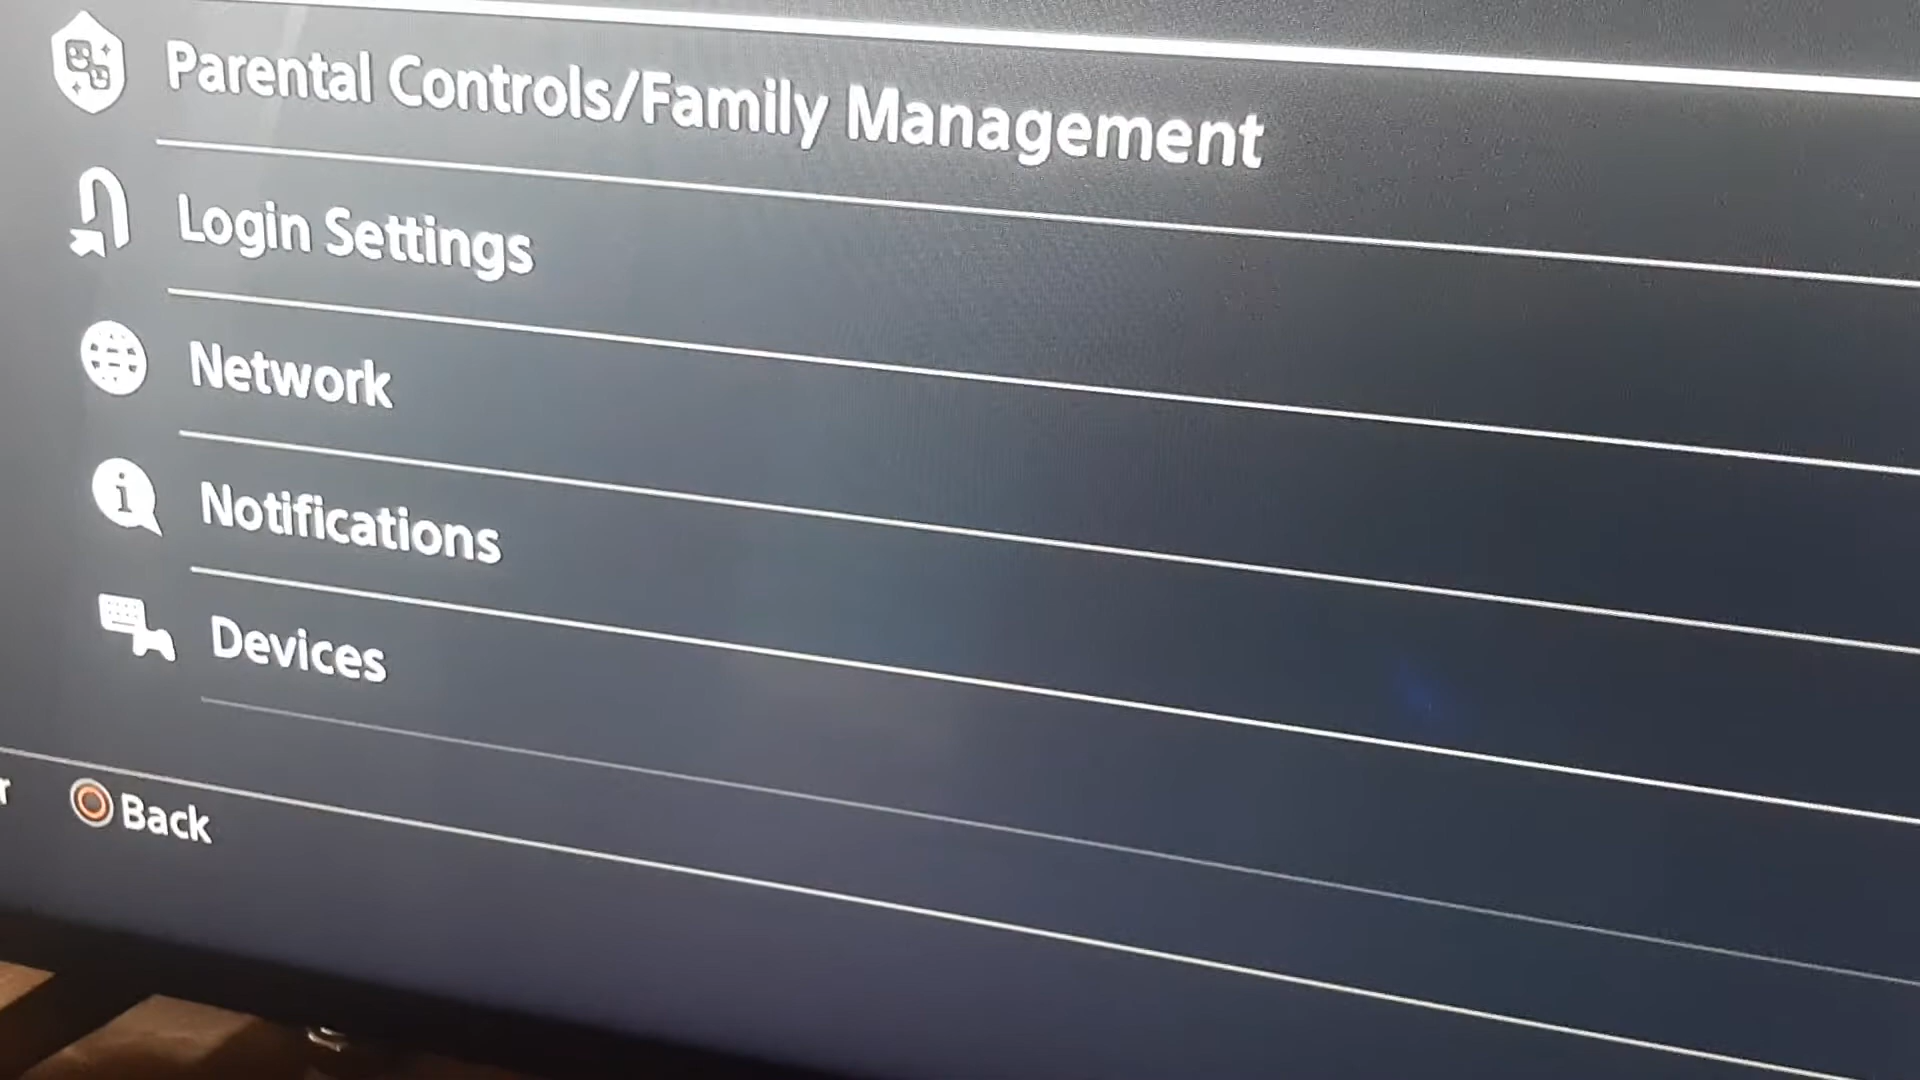 Parental Controls/Family Management
Login Settings
Network
Notifications
Devices
Back